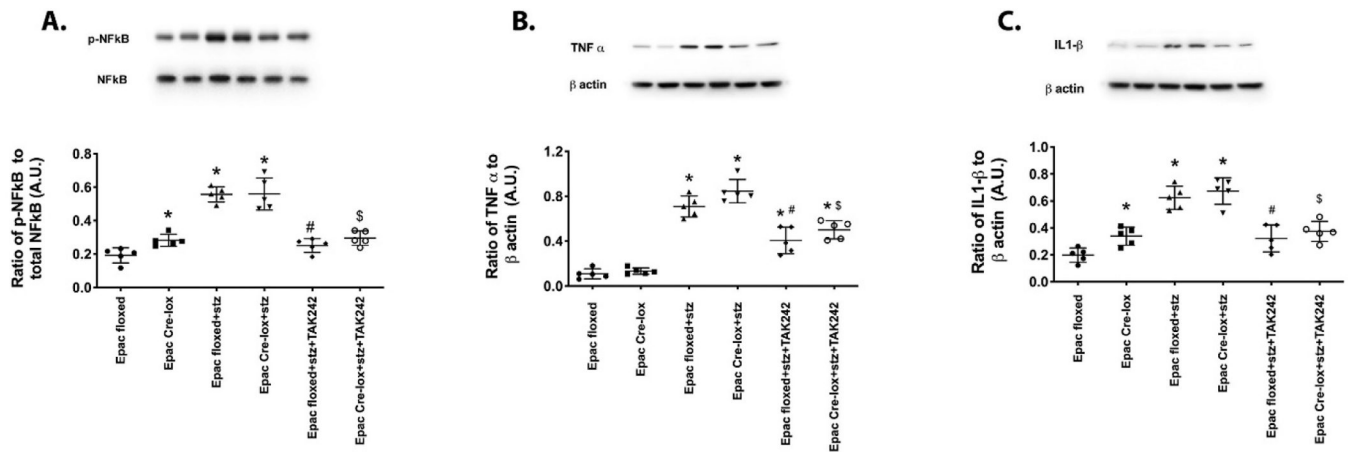 A.
p-NFkB
NFkB
Ratio of p-NFkB to
total NFkB (A.U.)
0.8
0.6
0.4
0.2
0.0
*
*
*
#
$
Epac floxed
Epac Cre-lox
Epac floxed+stz
Epac Cre-lox+stz
Epac floxed+stz+TAK242
Epac Cre-lox+stz+TAK242
B.
TNF α
β actin
Ratio of TNF α to
β actin (A.U.)
1.2
0.8
0.4
0.0
*
*
* #
* $
Epac floxed
Epac Cre-lox
Epac floxed+stz
Epac Cre-lox+stz
Epac floxed+stz+TAK242
Epac Cre-lox+stz+TAK242
C.
IL1-β
β actin
Ratio of IL1-β to
β actin (A.U.)
1.0
0.8
0.6
0.4
0.2
0.0
*
*
*
#
$
Epac floxed
Epac Cre-lox
Epac floxed+stz
Epac Cre-lox+stz
Epac floxed+stz+TAK242
Epac Cre-lox+stz+TAK242